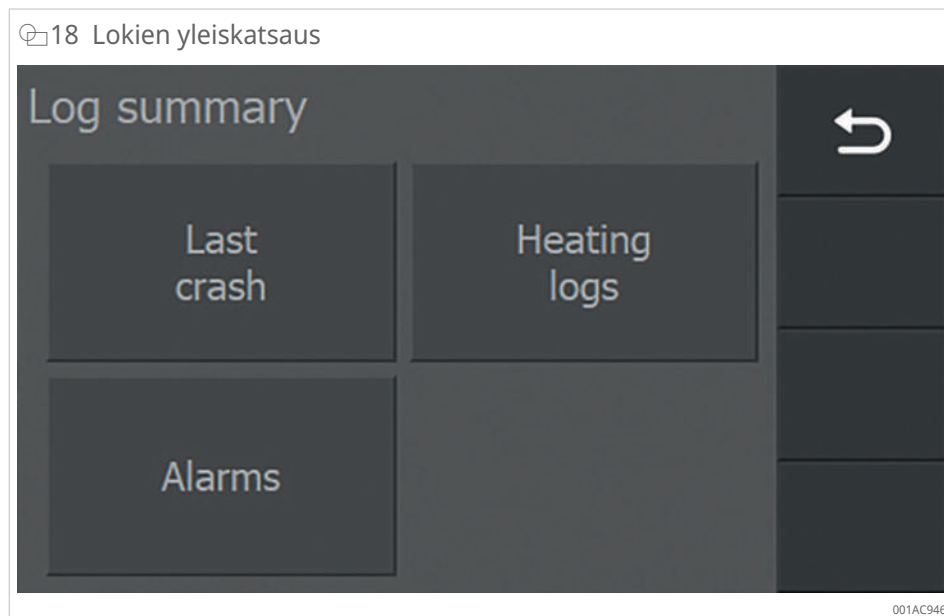 18 Lokien yleiskatsaus
Log summary
Last
crash
Heating
logs
Alarms
001AC946